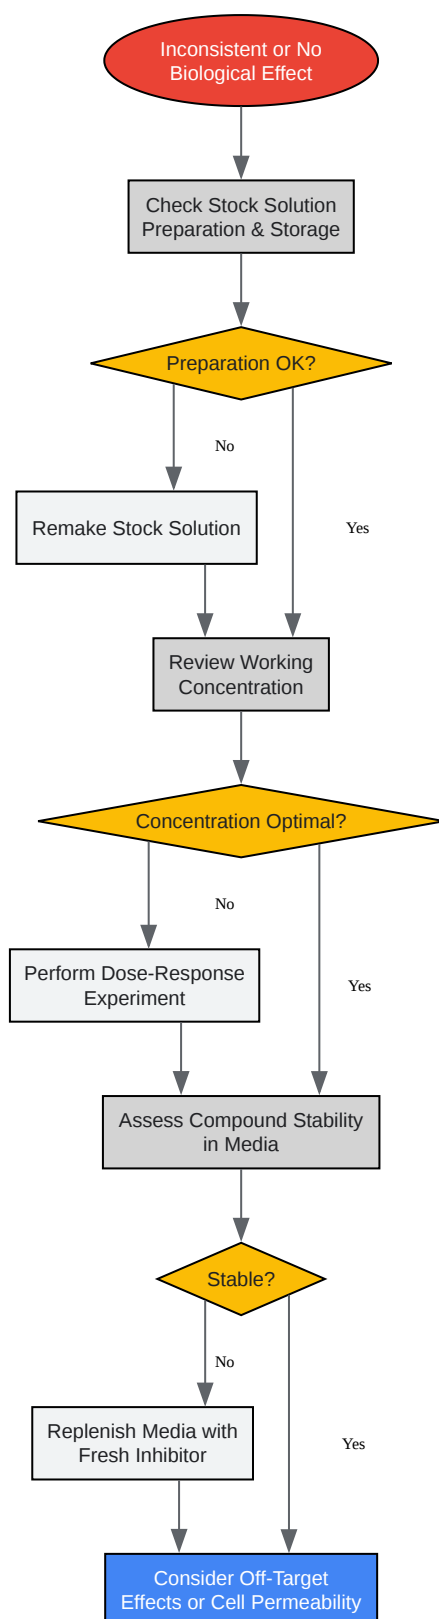 Inconsistent or No
Biological Effect
Check Stock Solution
Preparation & Storage
Preparation OK?
No
Remake Stock Solution
Yes
Review Working
Concentration
Concentration Optimal?
No
Perform Dose-Response
Experiment
Yes
Assess Compound Stability
in Media
Stable?
No
Replenish Media with
Fresh Inhibitor
Yes
Consider Off-Target
Effects or Cell Permeability